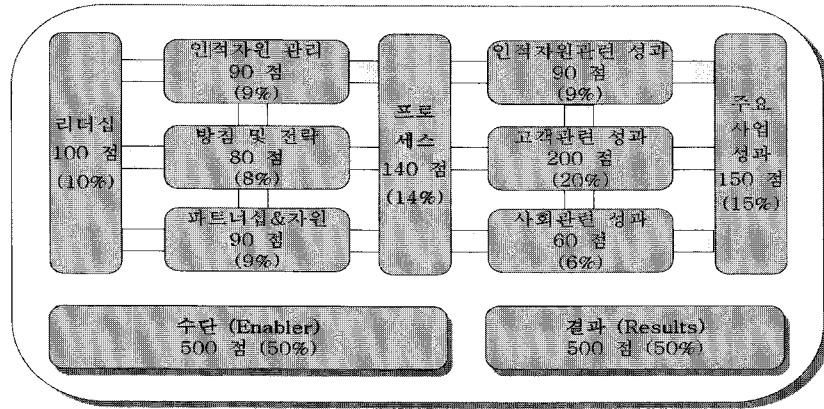 리더십
100 점
(10%)
인적자원 관리
90 점
(9%)
방침 및 전략
80 점
(8%)
파트너십&자원
90 점
(9%)
프로
세스
140 점
(14%)
인적자원관련 성과
90 점
(9%)
고객관련 성과
200 점
(20%)
사회관련 성과
60 점
(6%)
주요
사업
성과
150 점
(15%)
수단 (Enabler)
500 점 (50%)
결과 (Results)
500 점 (50%)